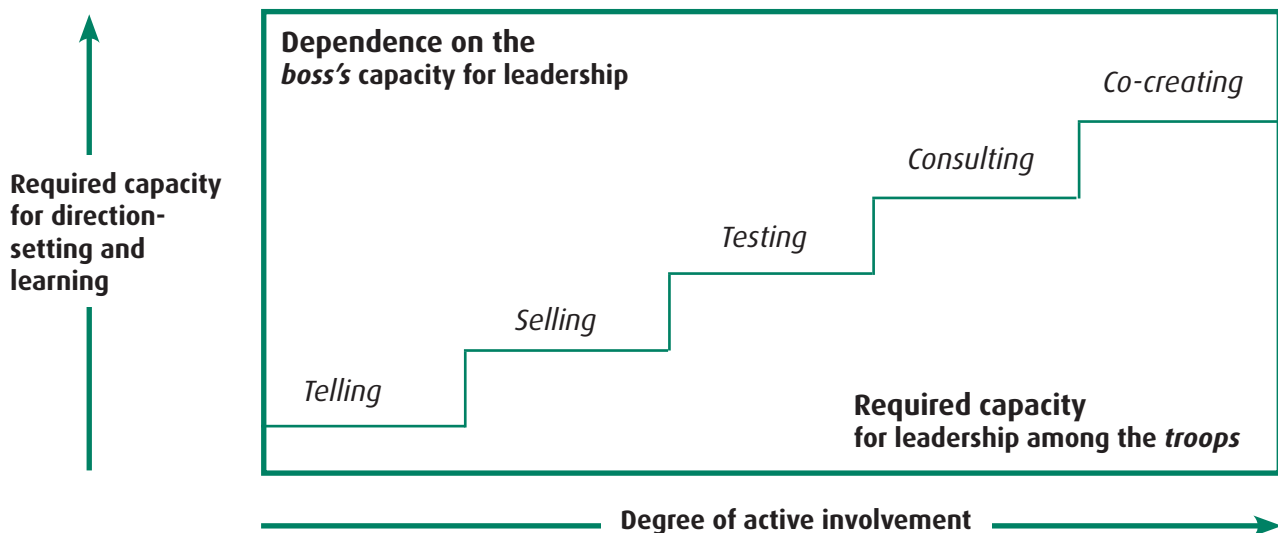 Dependence on the
boss's capacity for leadership
Co-creating
Consulting
Required capacity
for direction-
setting and
learning
Testing
Selling
Telling
Required capacity
for leadership among the troops
Degree of active involvement